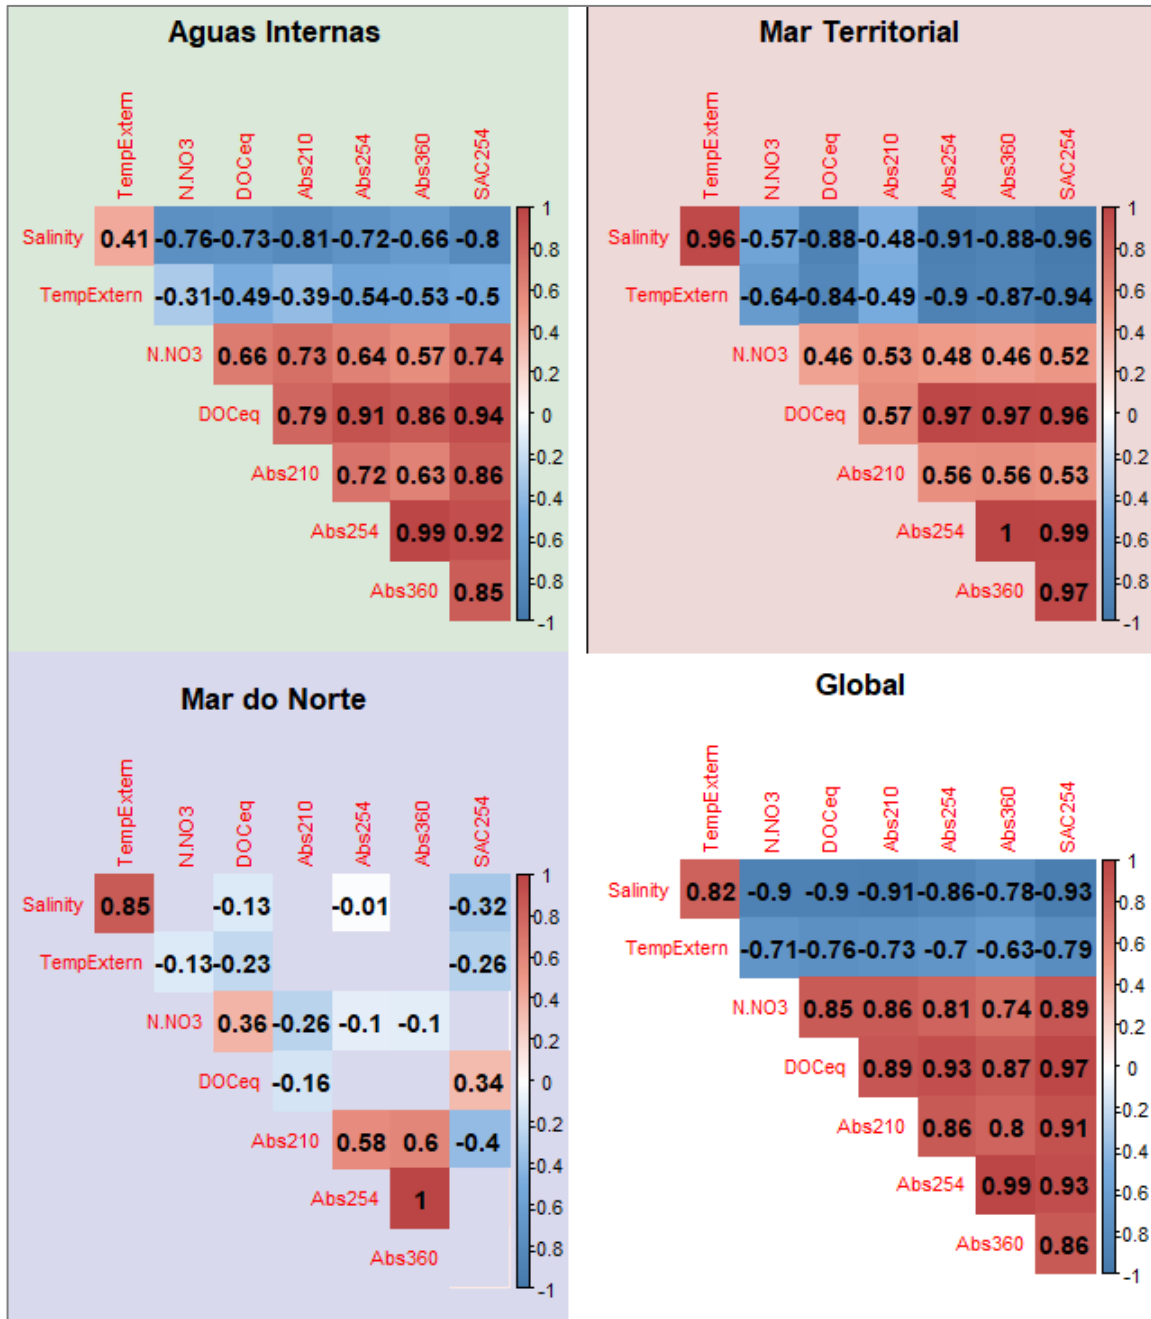 Aguas Internas
TempExtern N.NO3 DOCeq Abs210 Abs254 Abs360 SAC254
Salinity 0.41 -0.76 -0.73 -0.81 -0.72 -0.66 -0.8
TempExtern -0.31 -0.49 -0.39 -0.54 -0.53 -0.5
N.NO3 0.66 0.73 0.64 0.57 0.74
DOCeq 0.79 0.91 0.86 0.94
Abs210 0.72 0.63 0.86
Abs254 0.99 0.92
Abs360 0.85
1
0.8
0.6
0.4
0.2
0
-0.2
-0.4
-0.6
-0.8
-1
Mar Territorial
TempExtern N.NO3 DOCeq Abs210 Abs254 Abs360 SAC254
Salinity 0.96 -0.57 -0.88 -0.48 -0.91 -0.88 -0.96
TempExtern -0.64 -0.84 -0.49 -0.9 -0.87 -0.94
N.NO3 0.46 0.53 0.48 0.46 0.52
DOCeq 0.57 0.97 0.97 0.96
Abs210 0.56 0.56 0.53
Abs254 1 0.99
Abs360 0.97
1
0.8
0.6
0.4
0.2
0
-0.2
-0.4
-0.6
-0.8
-1
Mar do Norte
TempExtern N.NO3 DOCeq Abs210 Abs254 Abs360 SAC254
Salinity 0.85 -0.13 -0.01 -0.32
TempExtern -0.13 -0.23 -0.26
N.NO3 0.36 -0.26 -0.1 -0.1
DOCeq -0.16 0.34
Abs210 0.58 0.6 -0.4
Abs254 1
Abs360
1
0.8
0.6
0.4
0.2
0
-0.2
-0.4
-0.6
-0.8
-1
Global
TempExtern N.NO3 DOCeq Abs210 Abs254 Abs360 SAC254
Salinity 0.82 -0.9 -0.9 -0.91 -0.86 -0.78 -0.93
TempExtern -0.71 -0.76 -0.73 -0.7 -0.63 -0.79
N.NO3 0.85 0.86 0.81 0.74 0.89
DOCeq 0.89 0.93 0.87 0.97
Abs210 0.86 0.8 0.91
Abs254 0.99 0.93
Abs360 0.86
1
0.8
0.6
0.4
0.2
0
-0.2
-0.4
-0.6
-0.8
-1